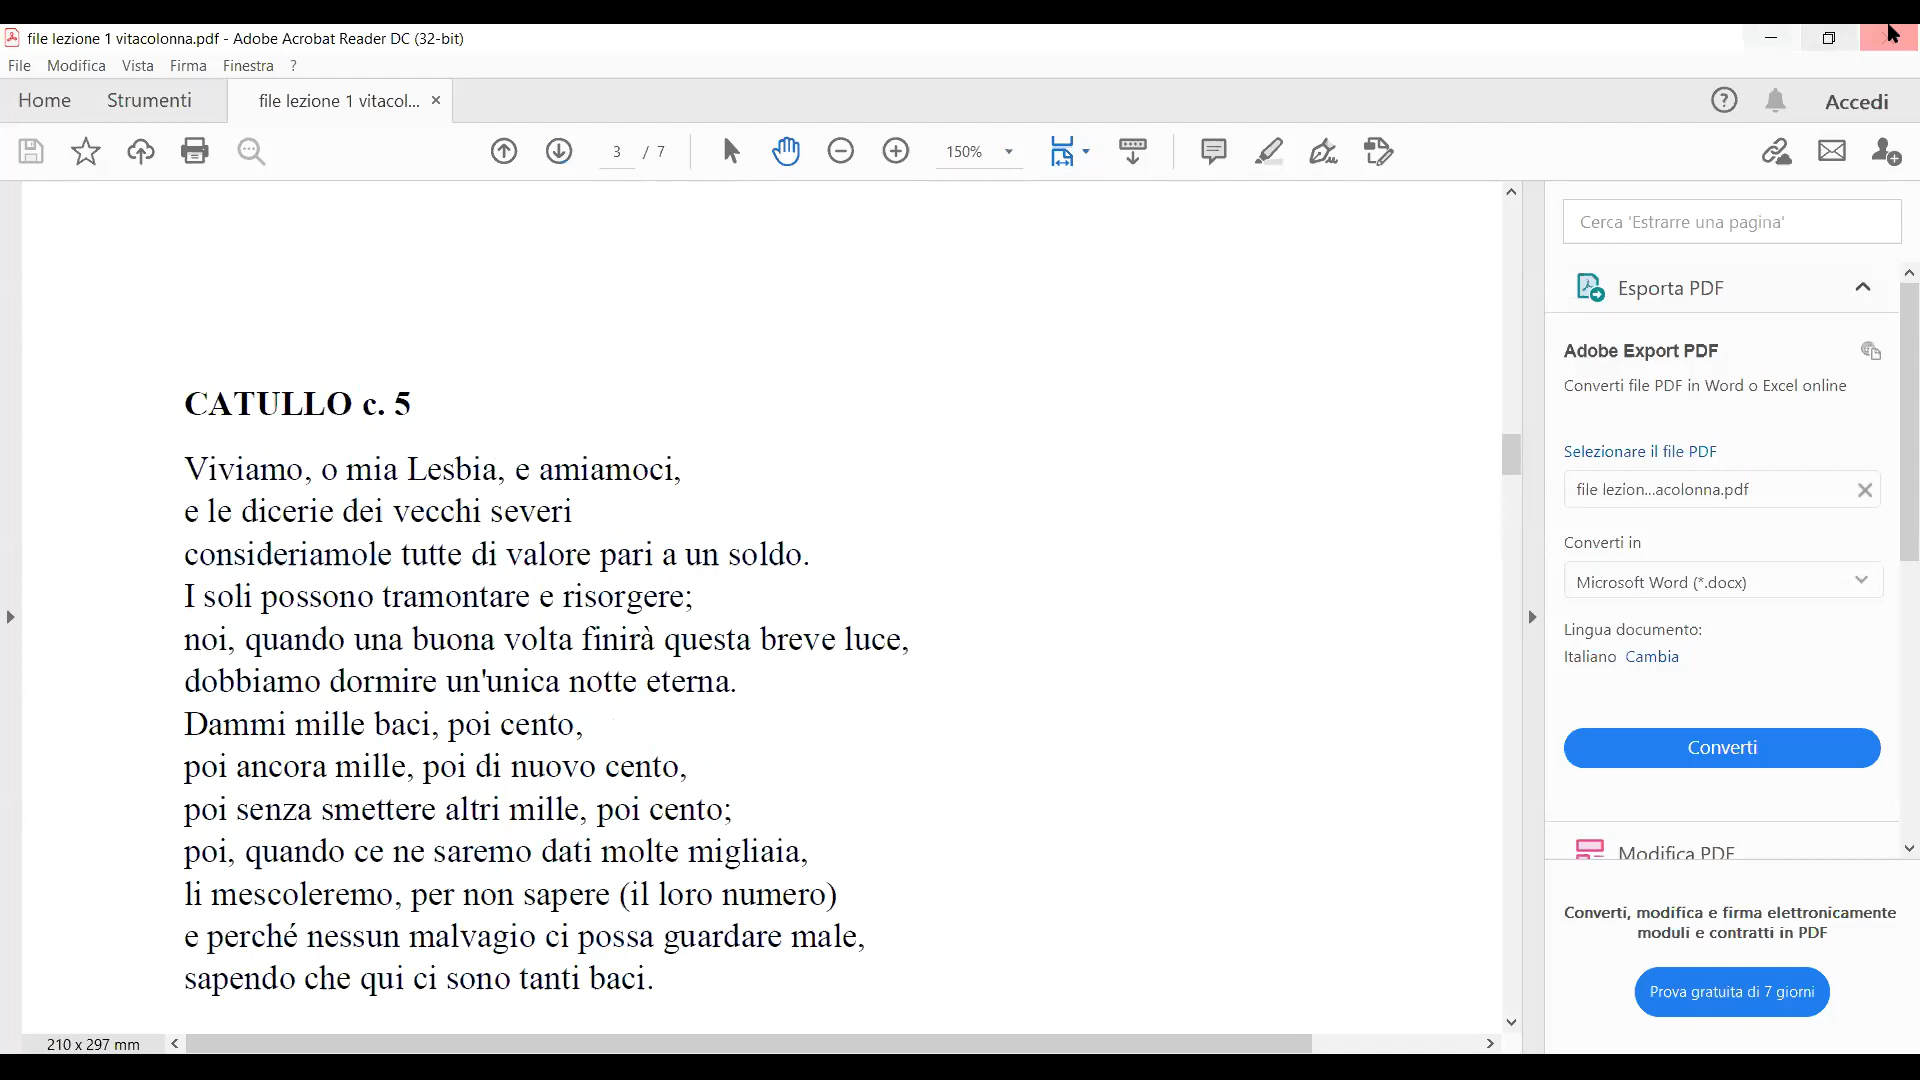 file lezione 1 vitacolonna.pdf - Adobe Acrobat Reader DC (32-bit)
File Modifica Vista Firma Finestra ?
Home Strumenti file lezione 1 vitacol... × ? Accedi
3 / 7 150%
Cerca 'Estrarre una pagina'
Esporta PDF
Adobe Export PDF
Converti file PDF in Word o Excel online
Selezionare il file PDF
file lezion...acolonna.pdf
Converti in
Microsoft Word (*.docx)
Lingua documento:
Italiano Cambia
Converti
Modifica PDF
Converti, modifica e firma elettronicamente
moduli e contratti in PDF
Prova gratuita di 7 giorni
CATULLO c. 5
Viviamo, o mia Lesbia, e amiamoci,
e le dicerie dei vecchi severi
consideriamole tutte di valore pari a un soldo.
I soli possono tramontare e risorgere;
noi, quando una buona volta finirà questa breve luce,
dobbiamo dormire un'unica notte eterna.
Dammi mille baci, poi cento,
poi ancora mille, poi di nuovo cento,
poi senza smettere altri mille, poi cento;
poi, quando ce ne saremo dati molte migliaia,
li mescoleremo, per non sapere (il loro numero)
e perché nessun malvagio ci possa guardare male,
sapendo che qui ci sono tanti baci.
210 x 297 mm